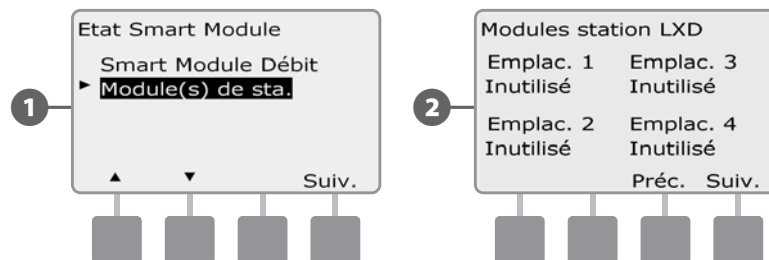 1
Etat Smart Module
Smart Module Débit
Module(s) de sta.
Suiv.
2
Modules station LXD
Emplac. 1 Emplac. 3
Inutilisé Inutilisé
Emplac. 2 Emplac. 4
Inutilisé Inutilisé
Préc. Suiv.